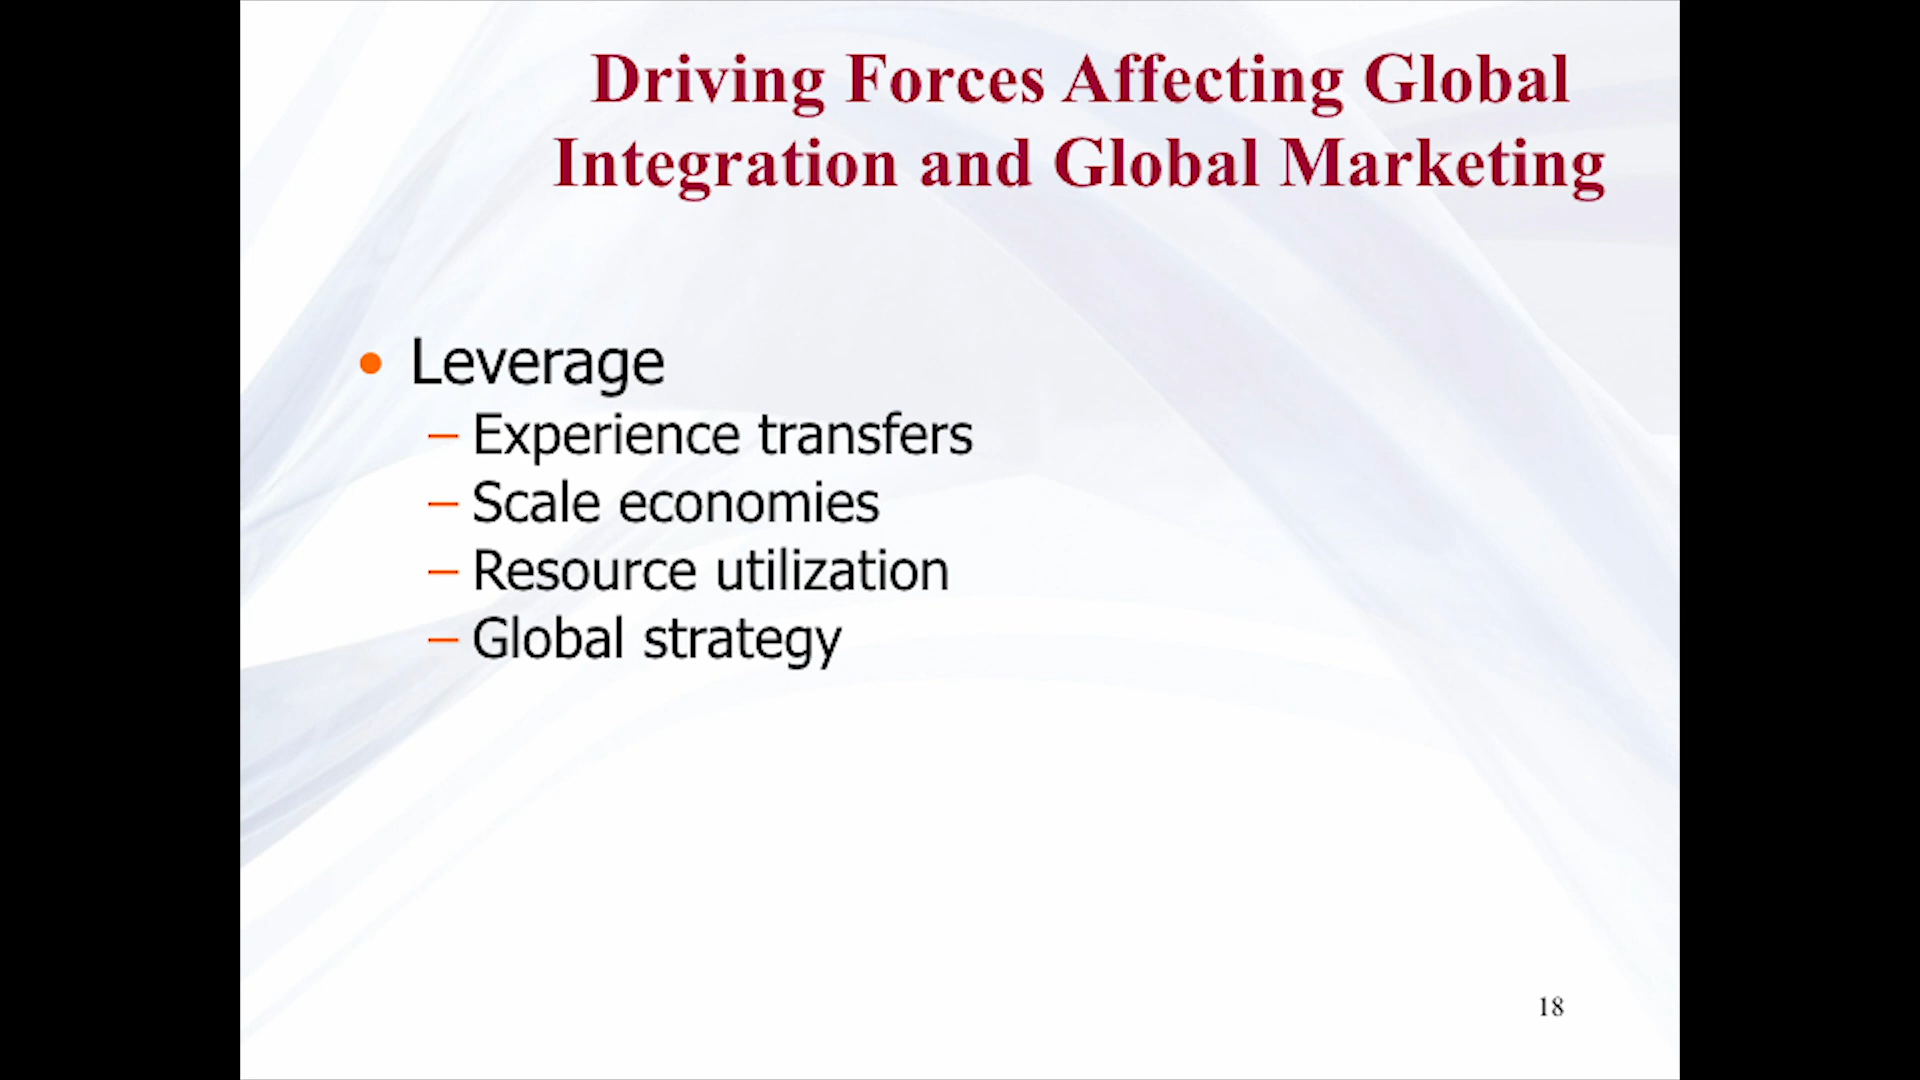 Driving Forces Affecting Global
Integration and Global Marketing
• Leverage
– Experience transfers
– Scale economies
– Resource utilization
– Global strategy
18